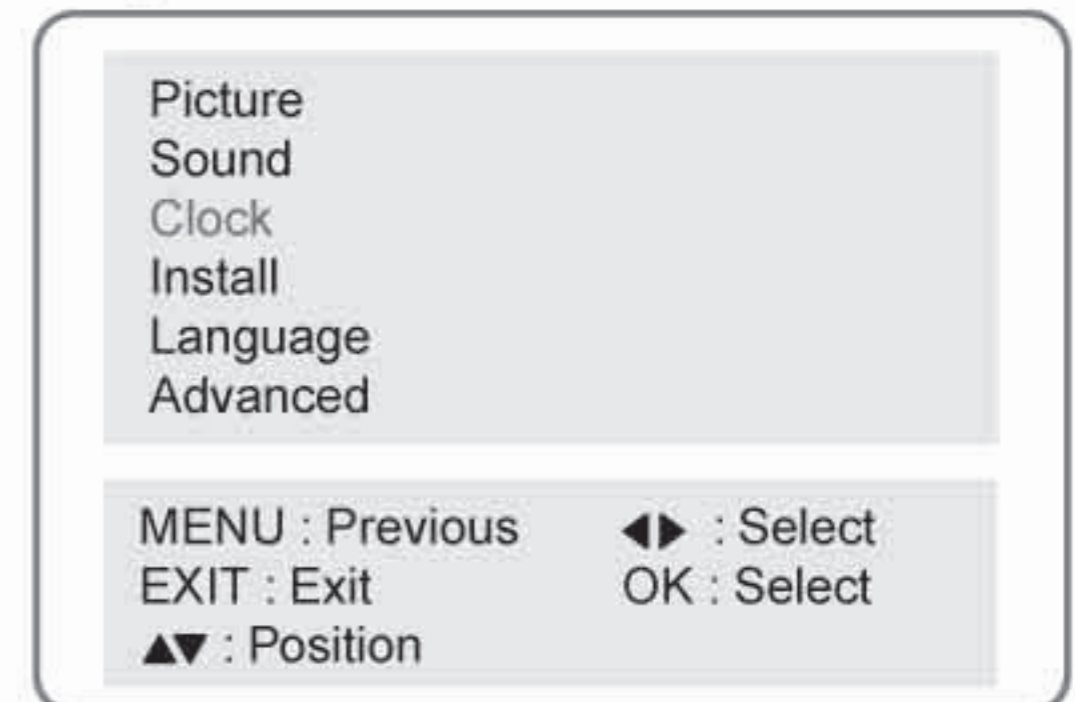 Picture
Sound
Clock
Install
Language
Advanced
MENU : Previous ◀▶ : Select
EXIT : Exit OK : Select
▲▼ : Position